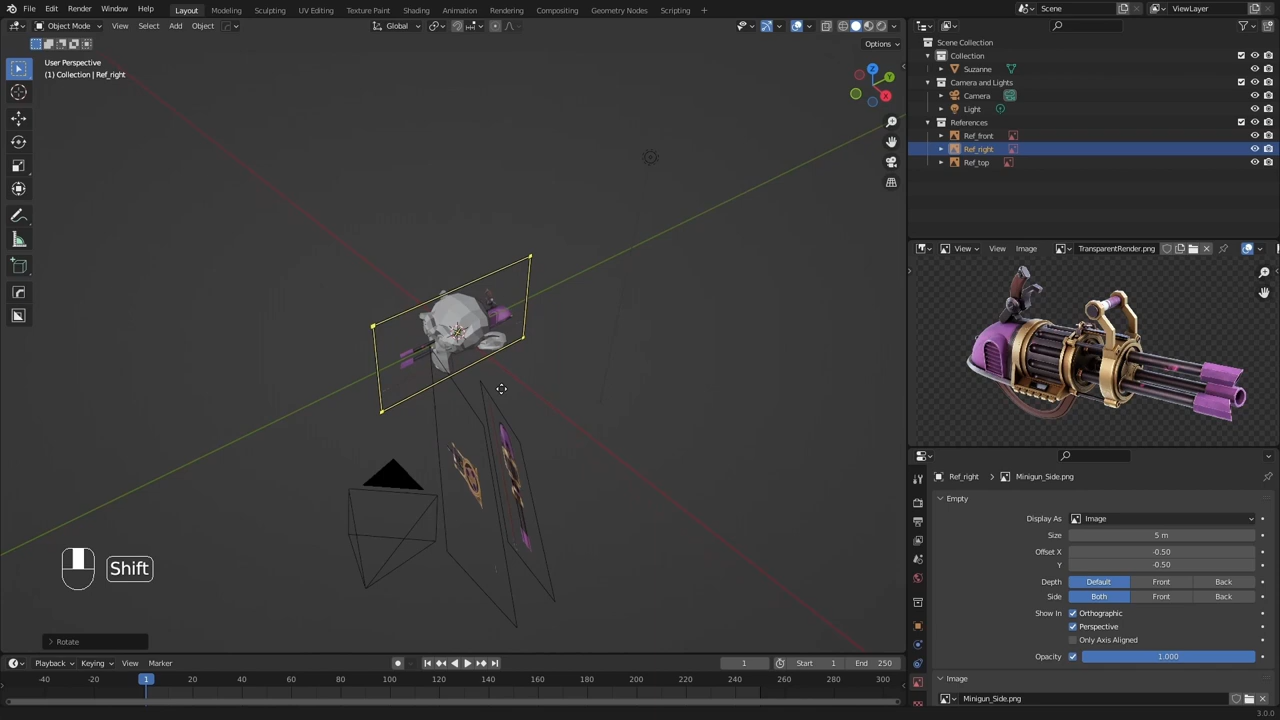 File Edit Render Window Help Layout Modeling Sculpting UV Editing Texture Paint Shading Animation Rendering Compositing Geometry Nodes Scripting + Scene ViewLayer
Object Mode View Select Add Object Global
Options
User Perspective
(1) Collection | Ref_right
Z
Y
X
Scene Collection
Collection
Suzanne
Camera and Lights
Camera
Light
References
Ref_front
Ref_right
Ref_top
View View Image TransparentRender.png
Ref_right > Minigun_Side.png
Empty
Display As Image
Size 5 m
Offset X -0.50
Y -0.50
Depth Default Front Back
Side Both Front Back
Show In Orthographic
Perspective
Only Axis Aligned
Opacity 1.000
Image
Minigun_Side.png
Shift
Rotate
Playback Keying View Marker 1 Start 1 End 250
-40 -20 1 20 40 60 80 100 120 140 160 180 200 220 240 260 280 300
3.0.0